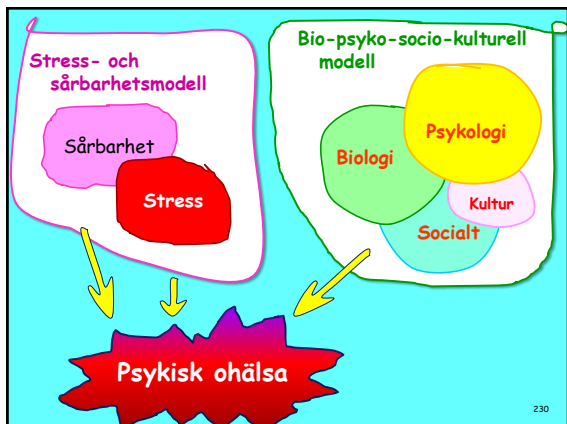 Stress- och
sårbarhetsmodell
Sårbarhet
Stress
Bio-psyko-socio-kulturell
modell
Psykologi
Biologi
Kultur
Socialt
Psykisk ohälsa
230